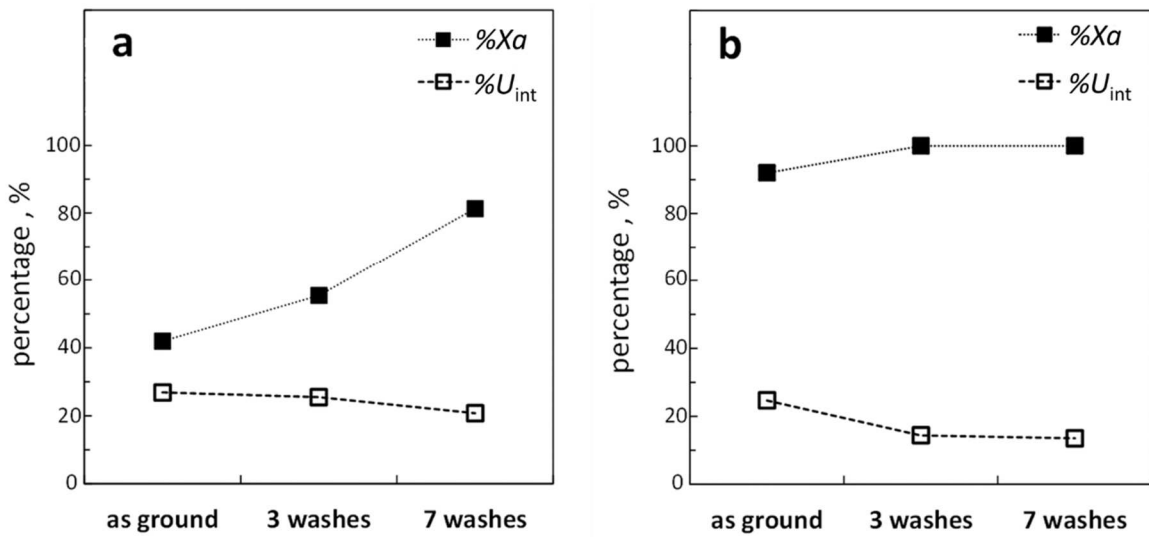 a
%Xa
%Uint
percentage , %
100
80
60
40
20
0
as ground 3 washes 7 washes
b
%Xa
%Uint
percentage , %
100
80
60
40
20
0
as ground 3 washes 7 washes